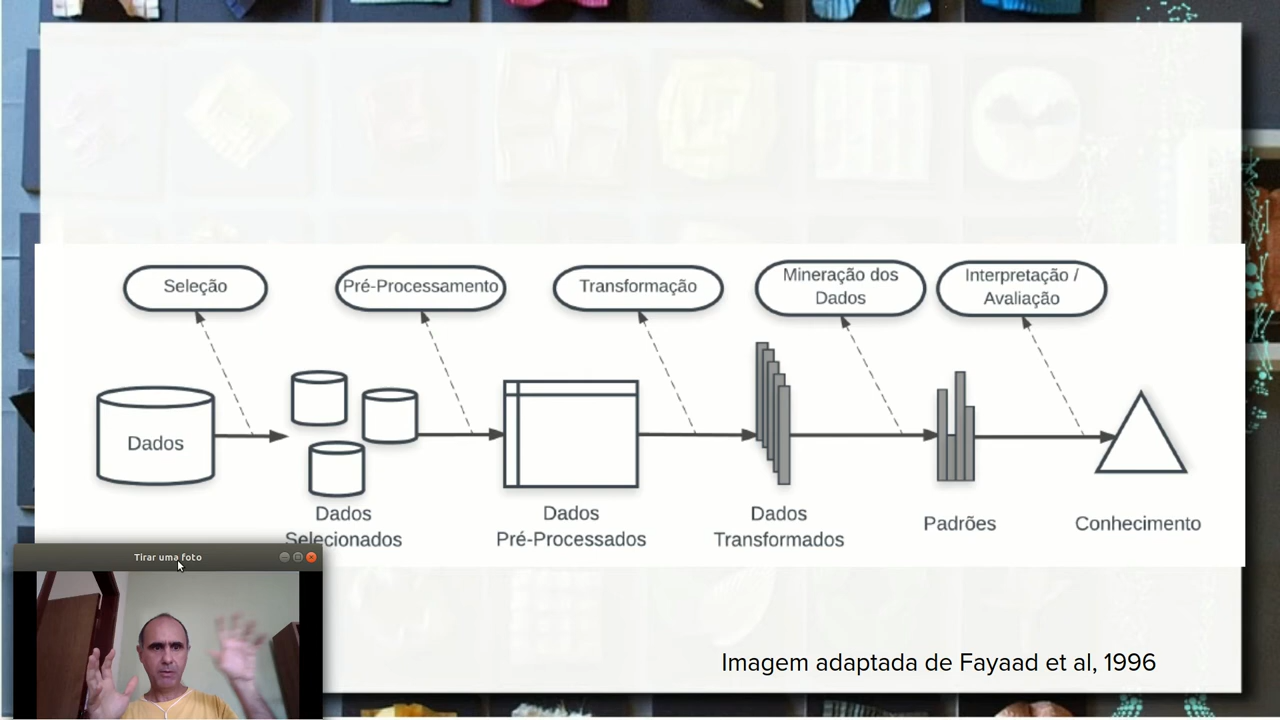 Seleção
Pré-Processamento
Transformação
Mineração dos
Dados
Interpretação /
Avaliação
Dados
Dados
Selecionados
Dados
Pré-Processados
Dados
Transformados
Padrões
Conhecimento
Tirar uma foto
Imagem adaptada de Fayaad et al, 1996